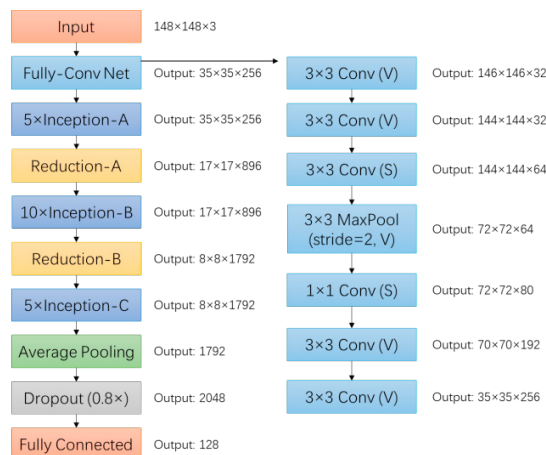 Input
148×148×3
Fully-Conv Net
Output: 35×35×256
5×Inception-A
Output: 35×35×256
Reduction-A
Output: 17×17×896
10×Inception-B
Output: 17×17×896
Reduction-B
Output: 8×8×1792
5×Inception-C
Output: 8×8×1792
Average Pooling
Output: 1792
Dropout (0.8×)
Output: 2048
Fully Connected
Output: 128
3×3 Conv (V)
Output: 146×146×32
3×3 Conv (V)
Output: 144×144×32
3×3 Conv (S)
Output: 144×144×64
3×3 MaxPool
(stride=2, V)
Output: 72×72×64
1×1 Conv (S)
Output: 72×72×80
3×3 Conv (V)
Output: 70×70×192
3×3 Conv (V)
Output: 35×35×256